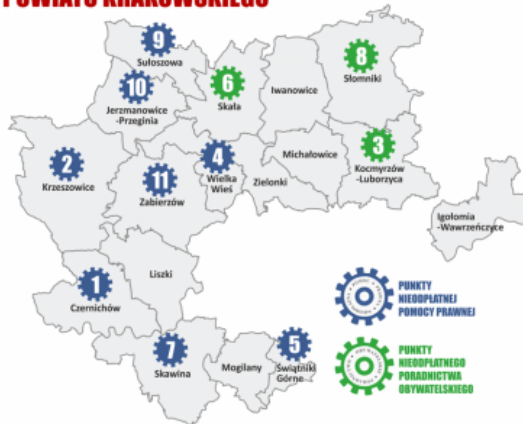 POWIATU KRAKOWSKIEGO
9
Sułoszowa
10
Jerzmanowice
-Przeginia
6
Skała
Iwanowice
8
Słomniki
2
Krzeszowice
11
Zabierzów
4
Wielka
Wieś
Zielonki
Michałowice
3
Kocmyrzów
-Luborzyca
Igołomia
-Wawrzeńczyce
1
Czernichów
Liszki
7
Skawina
Mogilany
5
Świątniki
Górne
PUNKTY
NIEODPŁATNEJ
POMOCY PRAWNEJ
PUNKTY
NIEODPŁATNEGO
PORADNICTWA
OBYWATELSKIEGO